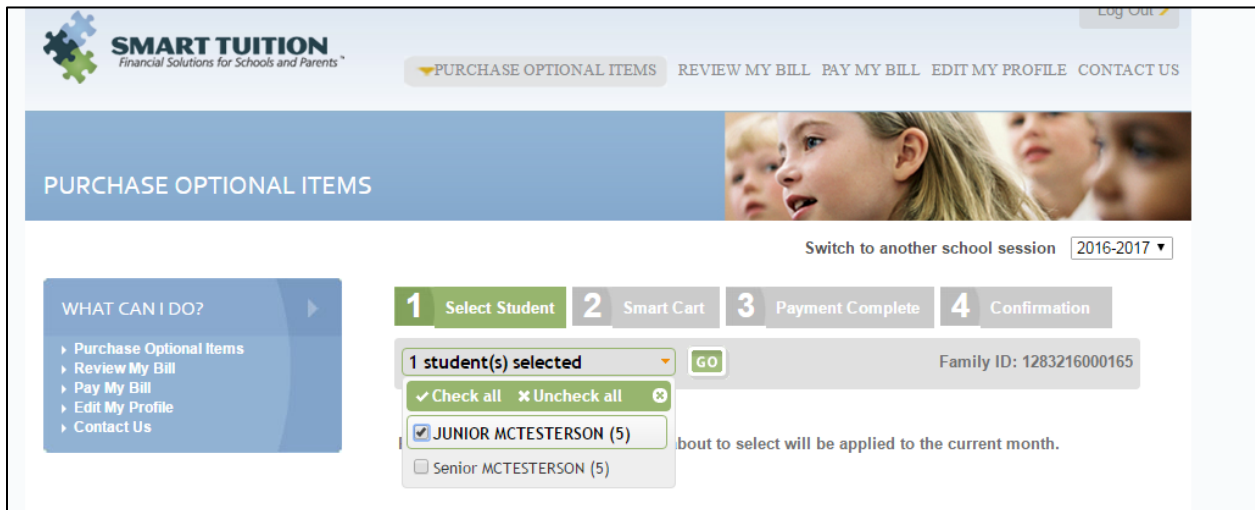 Log Out
SMART TUITION
Financial Solutions for Schools and Parents™
PURCHASE OPTIONAL ITEMS REVIEW MY BILL PAY MY BILL EDIT MY PROFILE CONTACT US
PURCHASE OPTIONAL ITEMS
Switch to another school session 2016-2017
WHAT CAN I DO?
Purchase Optional Items
Review My Bill
Pay My Bill
Edit My Profile
Contact Us
1 Select Student 2 Smart Cart 3 Payment Complete 4 Confirmation
1 student(s) selected GO Family ID: 1283216000165
Check all Uncheck all
JUNIOR MCTESTERSON (5)
about to select will be applied to the current month.
Senior MCTESTERSON (5)